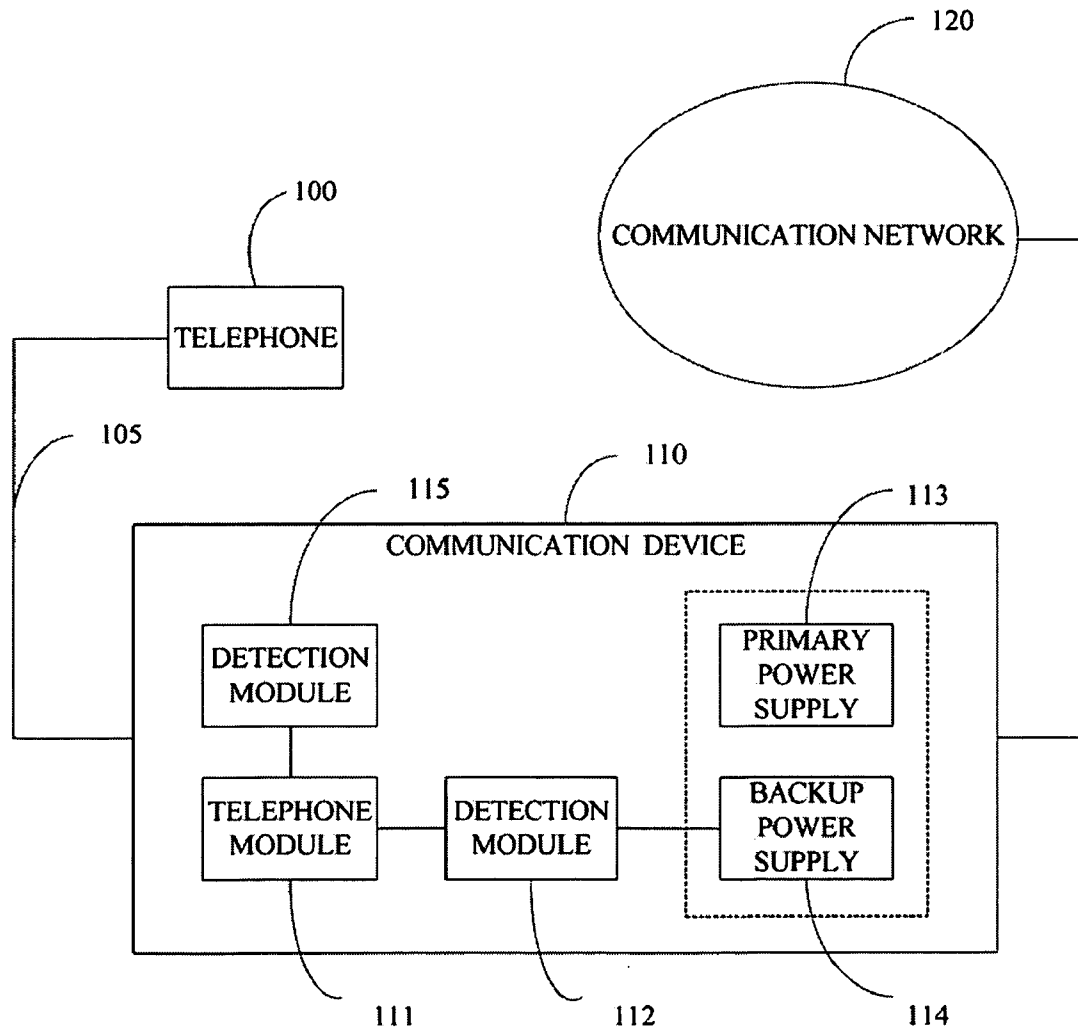 120
100
COMMUNICATION NETWORK
TELEPHONE
105
110
115
113
COMMUNICATION DEVICE
DETECTION
MODULE
PRIMARY
POWER
SUPPLY
TELEPHONE
MODULE
DETECTION
MODULE
BACKUP
POWER
SUPPLY
111
112
114